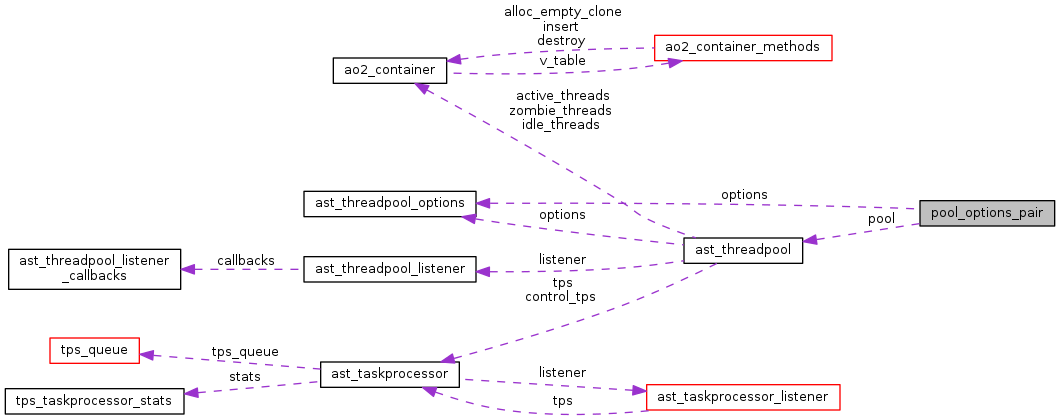 alloc_empty_clone
insert
destroy
ao2_container_methods
ao2_container
v_table
active_threads
zombie_threads
idle_threads
options
ast_threadpool_options
pool_options_pair
options
pool
ast_threadpool
ast_threadpool_listener
_callbacks
callbacks
ast_threadpool_listener
listener
tps
control_tps
tps_queue
tps_queue
ast_taskprocessor
stats
listener
tps_taskprocessor_stats
tps
ast_taskprocessor_listener